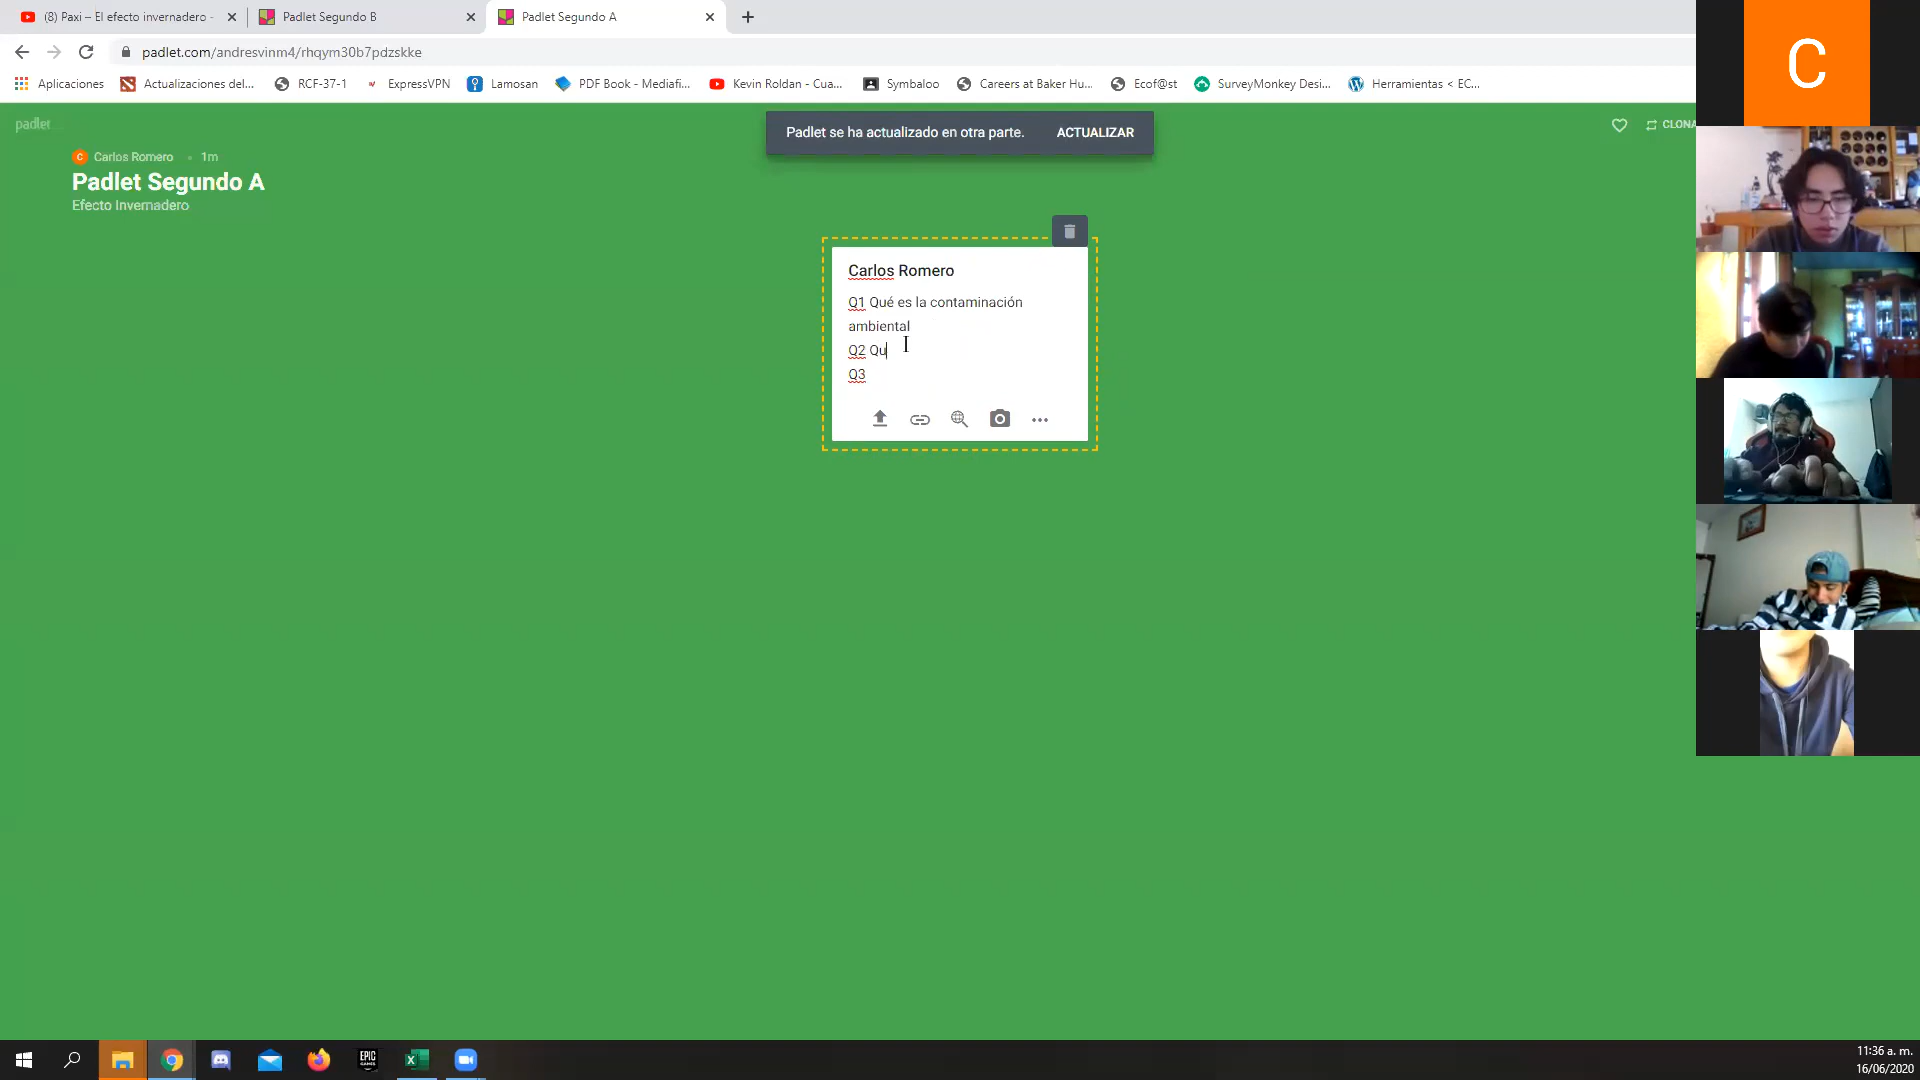 (8) Paxi – El efecto invernadero -
Padlet Segundo B
Padlet Segundo A
padlet.com/andresvinm4/rhqym30b7pdzskke
Aplicaciones
Actualizaciones del...
RCF-37-1
ExpressVPN
Lamosan
PDF Book - Mediafi...
Kevin Roldan - Cua...
Symbaloo
Careers at Baker Hu...
Ecof@st
SurveyMonkey Desi...
Herramientas < EC...
padlet
Padlet se ha actualizado en otra parte. ACTUALIZAR
CLONA
C Carlos Romero • 1m
Padlet Segundo A
Efecto Invernadero
Carlos Romero
Q1 Qué es la contaminación
ambiental
Q2 Qu
Q3
C
EPIC
GAMES
11:36 a. m.
16/06/2020